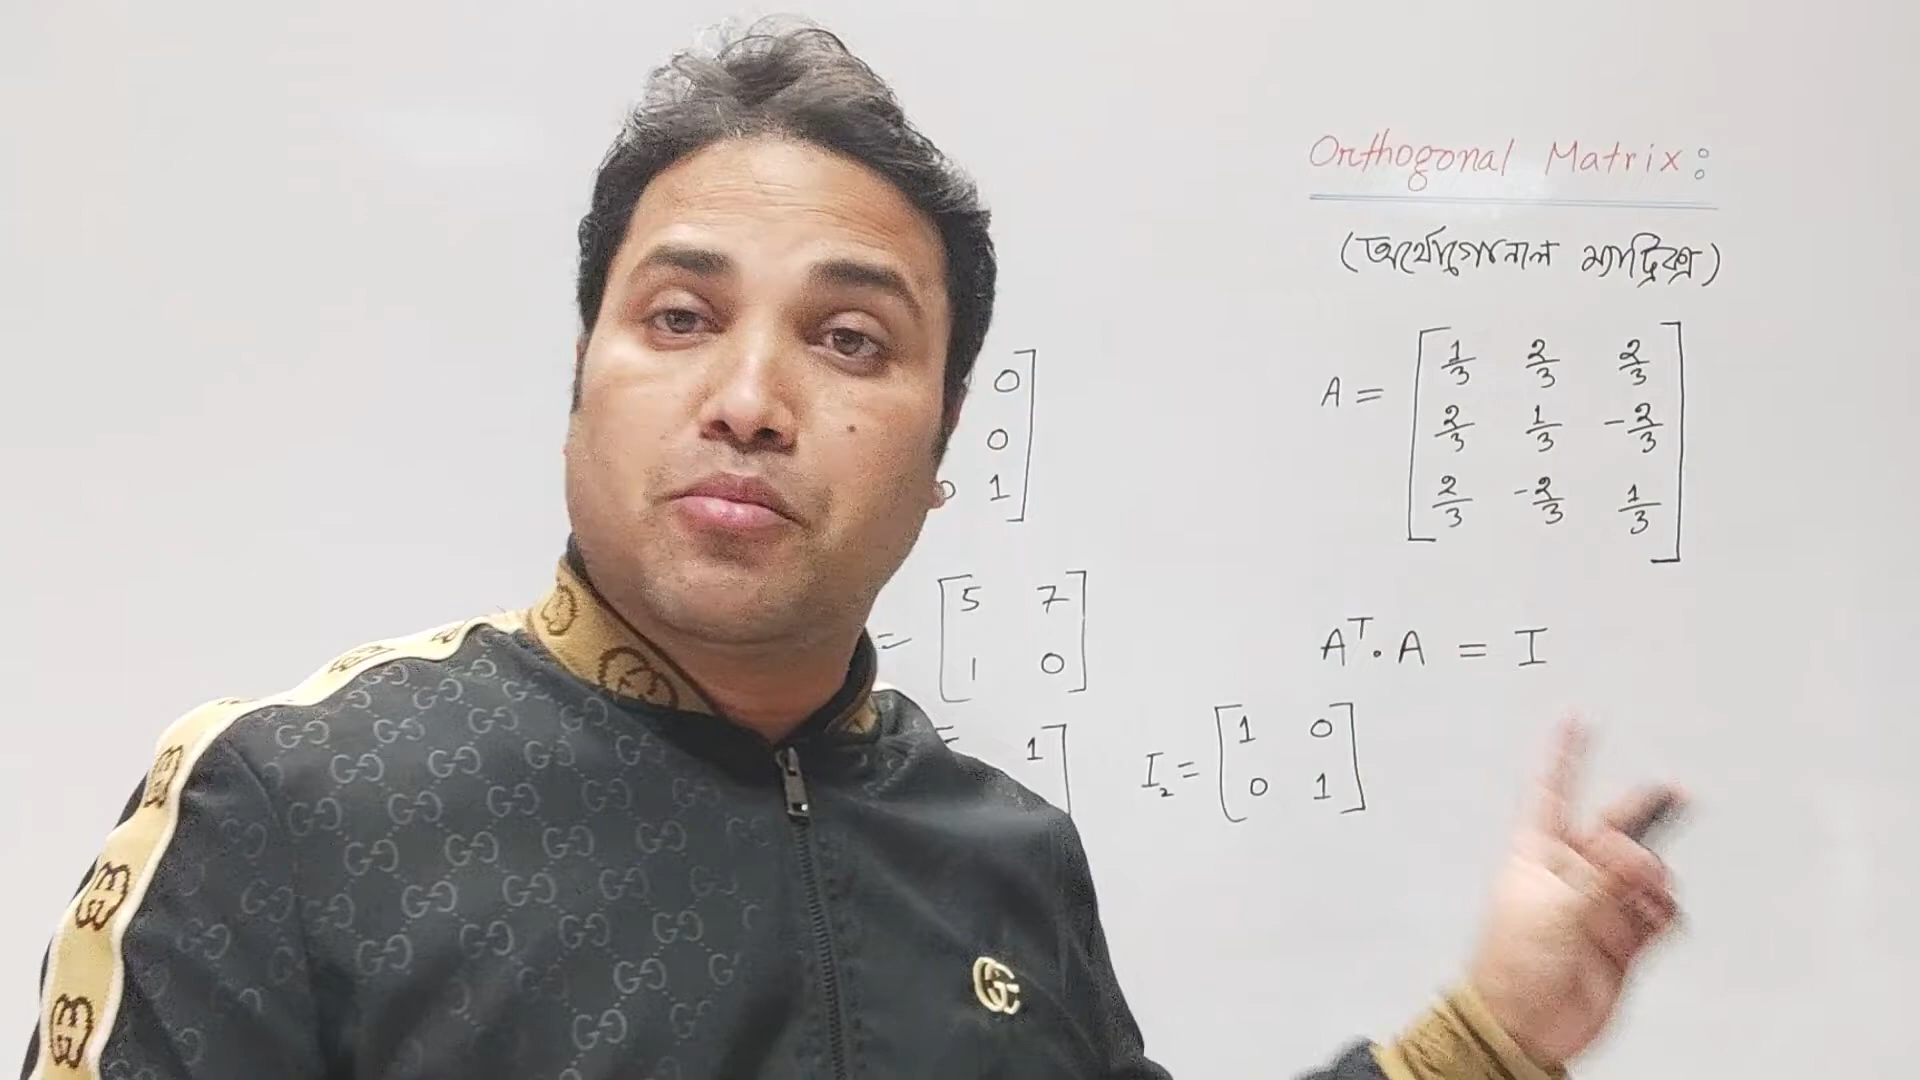 Orthogonal Matrix:
(অর্থোগোনাল ম্যাট্রিক্স)
A = [1/3 2/3 2/3
2/3 1/3 -2/3
2/3 -2/3 1/3]
Aᵀ.A = I
0
0
0 1]
= [5 7
1 0]
= 1]
I₂ = [1 0
0 1]